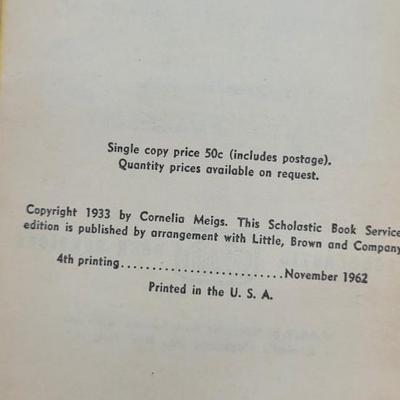 Single copy price 50c (includes postage).
Quantity prices available on request.
Copyright 1933 by Cornelia Meigs. This Scholastic Book Service
edition is published by arrangement with Little, Brown and Company
4th printing..........................November 1962
Printed in the U. S. A.